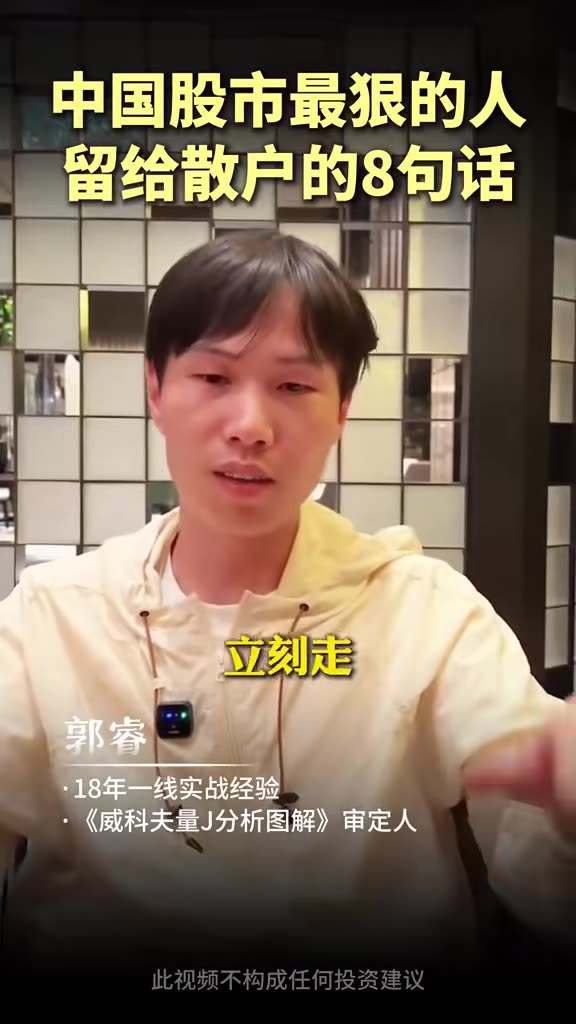 中国股市最狠的人
留给散户的8句话
立刻走
郭睿
·18年一线实战经验
·《威科夫量J分析图解》审定人
此视频不构成任何投资建议